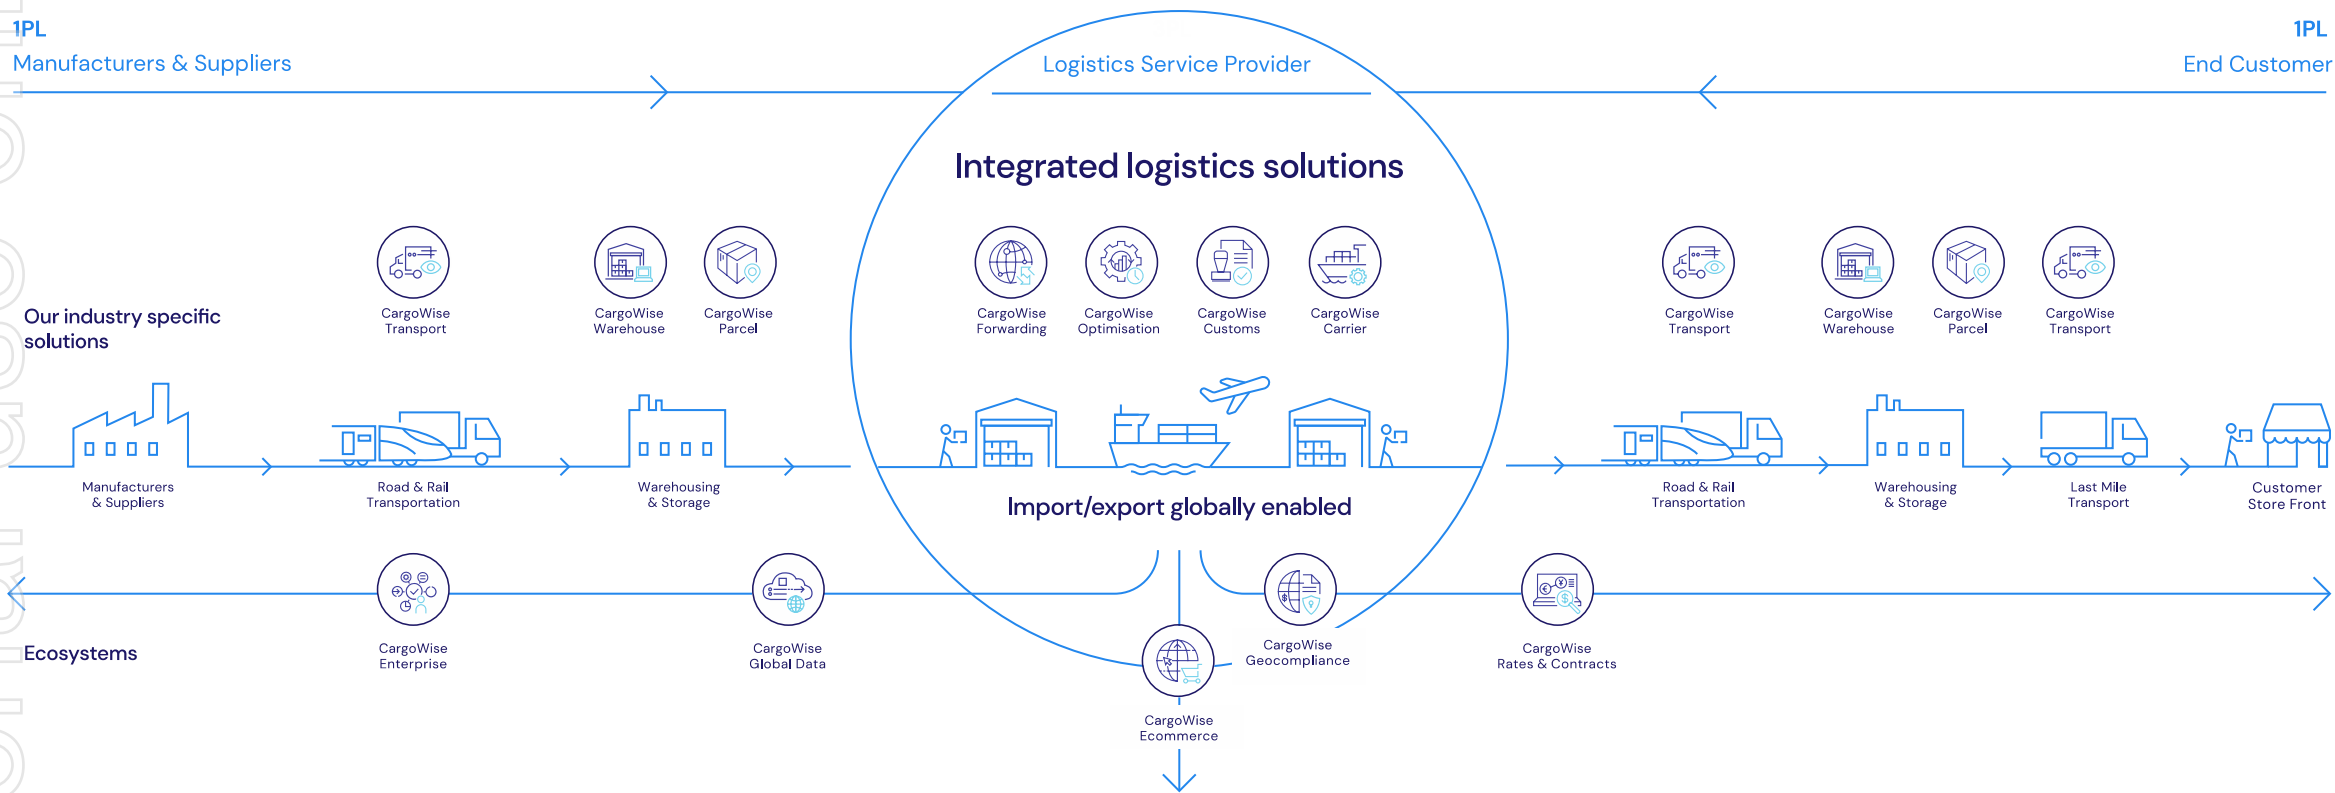 1PL
Manufacturers & Suppliers
Logistics Service Provider
1PL
End Customer
Integrated logistics solutions
Our industry specific
solutions
CargoWise
Transport
CargoWise
Warehouse
CargoWise
Parcel
CargoWise
Forwarding
CargoWise
Optimisation
CargoWise
Customs
CargoWise
Carrier
CargoWise
Transport
CargoWise
Warehouse
CargoWise
Parcel
CargoWise
Transport
Manufacturers
& Suppliers
Road & Rail
Transportation
Warehousing
& Storage
Import/export globally enabled
Road & Rail
Transportation
Warehousing
& Storage
Last Mile
Transport
Customer
Store Front
Ecosystems
CargoWise
Enterprise
CargoWise
Global Data
CargoWise
Ecommerce
CargoWise
Geocompliance
CargoWise
Rates & Contracts